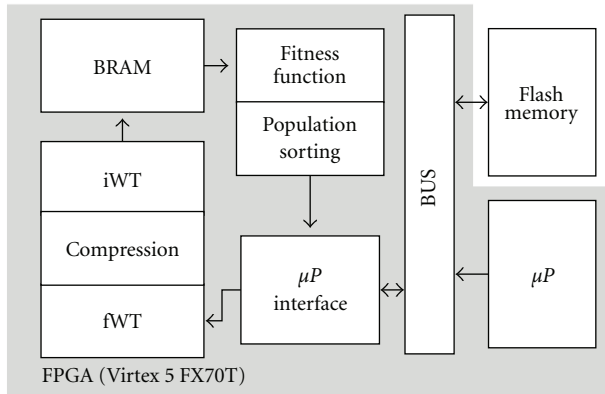 BRAM
Fitness
function
Population
sorting
iWT
Compression
fWT
μP
interface
BUS
Flash
memory
μP
FPGA (Virtex 5 FX70T)